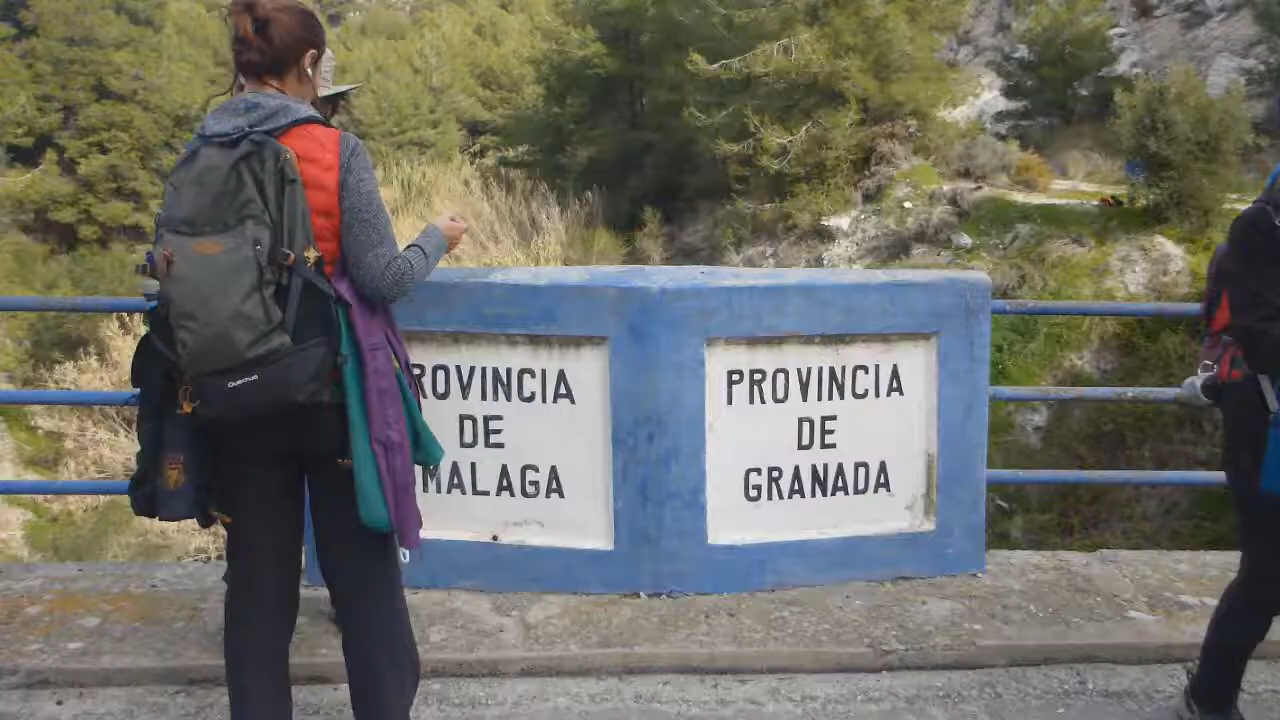 ROVINCIA
DE
MALAGA
PROVINCIA
DE
GRANADA
Quechua